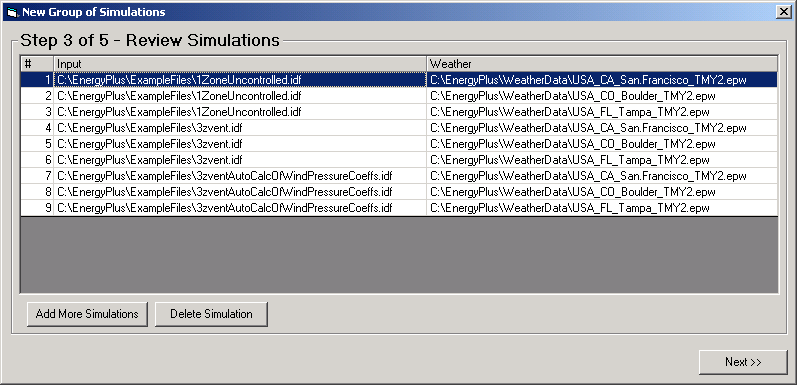 New Group of Simulations
Step 3 of 5 - Review Simulations
# Input Weather
1 C:\EnergyPlus\ExampleFiles\1ZoneUncontrolled.idf C:\EnergyPlus\WeatherData\USA_CA_San.Francisco_TMY2.epw
2 C:\EnergyPlus\ExampleFiles\1ZoneUncontrolled.idf C:\EnergyPlus\WeatherData\USA_CO_Boulder_TMY2.epw
3 C:\EnergyPlus\ExampleFiles\1ZoneUncontrolled.idf C:\EnergyPlus\WeatherData\USA_FL_Tampa_TMY2.epw
4 C:\EnergyPlus\ExampleFiles\3zvent.idf C:\EnergyPlus\WeatherData\USA_CA_San.Francisco_TMY2.epw
5 C:\EnergyPlus\ExampleFiles\3zvent.idf C:\EnergyPlus\WeatherData\USA_CO_Boulder_TMY2.epw
6 C:\EnergyPlus\ExampleFiles\3zvent.idf C:\EnergyPlus\WeatherData\USA_FL_Tampa_TMY2.epw
7 C:\EnergyPlus\ExampleFiles\3zventAutoCalcOfWindPressureCoeffs.idf C:\EnergyPlus\WeatherData\USA_CA_San.Francisco_TMY2.epw
8 C:\EnergyPlus\ExampleFiles\3zventAutoCalcOfWindPressureCoeffs.idf C:\EnergyPlus\WeatherData\USA_CO_Boulder_TMY2.epw
9 C:\EnergyPlus\ExampleFiles\3zventAutoCalcOfWindPressureCoeffs.idf C:\EnergyPlus\WeatherData\USA_FL_Tampa_TMY2.epw
Add More Simulations Delete Simulation
Next >>